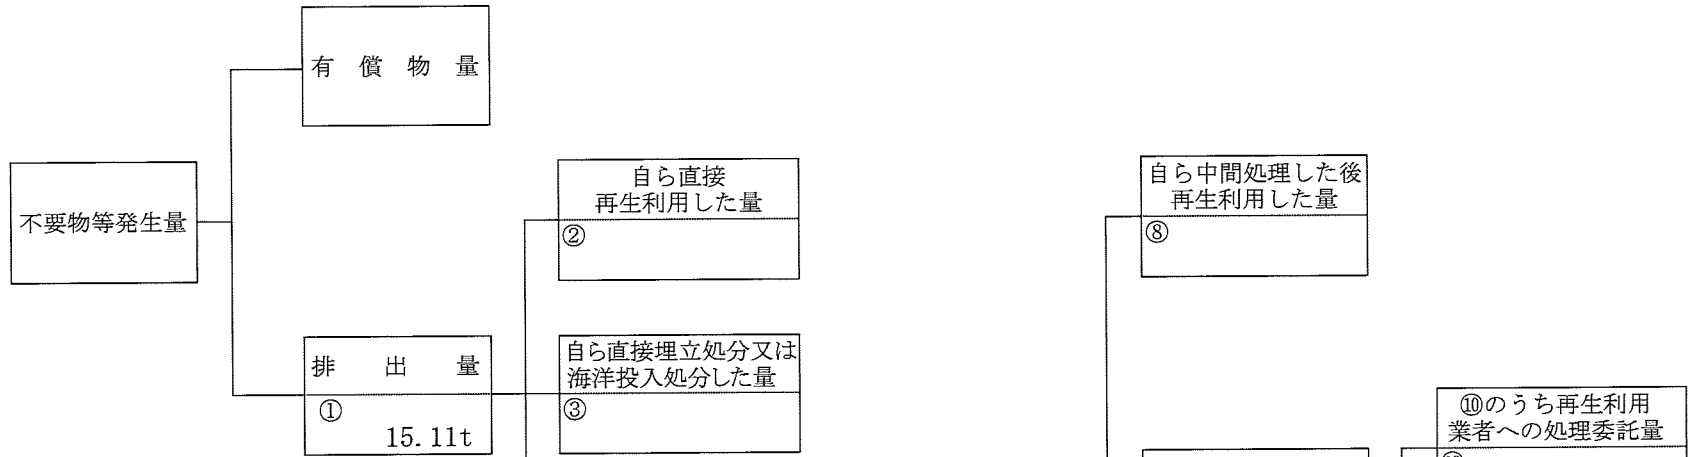 有償物量
不要物等発生量
自ら直接
再生利用した量
②
自ら中間処理した後
再生利用した量
⑧
排出量
①
15.11t
自ら直接埋立処分又は
海洋投入処分した量
③
⑩のうち再生利用
業者への処理委託量